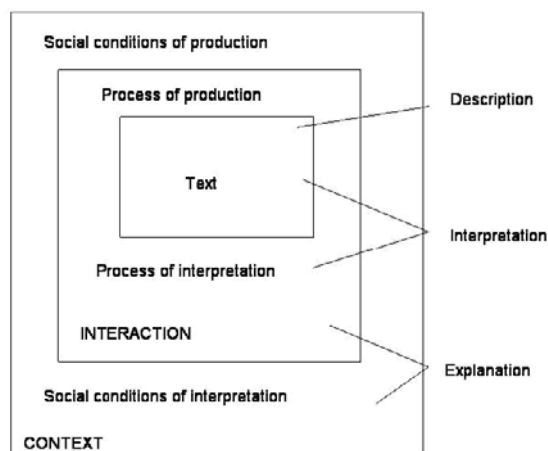 Social conditions of production
Process of production
Description
Text
Interpretation
Process of interpretation
INTERACTION
Explanation
Social conditions of interpretation
CONTEXT